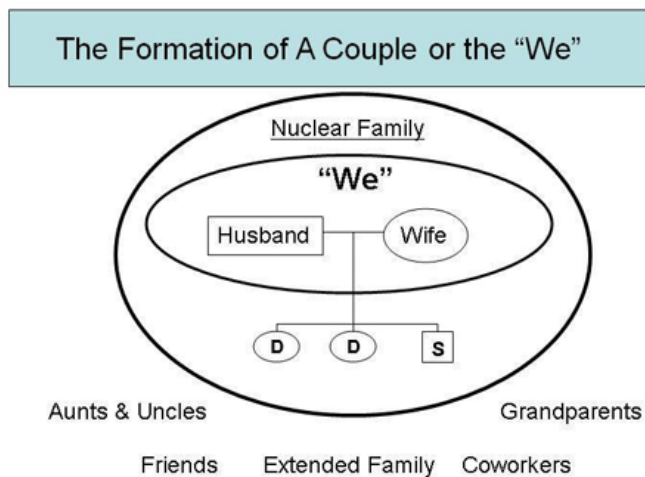 The Formation of A Couple or the “We”
Nuclear Family
“We”
Husband Wife
D D S
Aunts & Uncles Grandparents
Friends Extended Family Coworkers